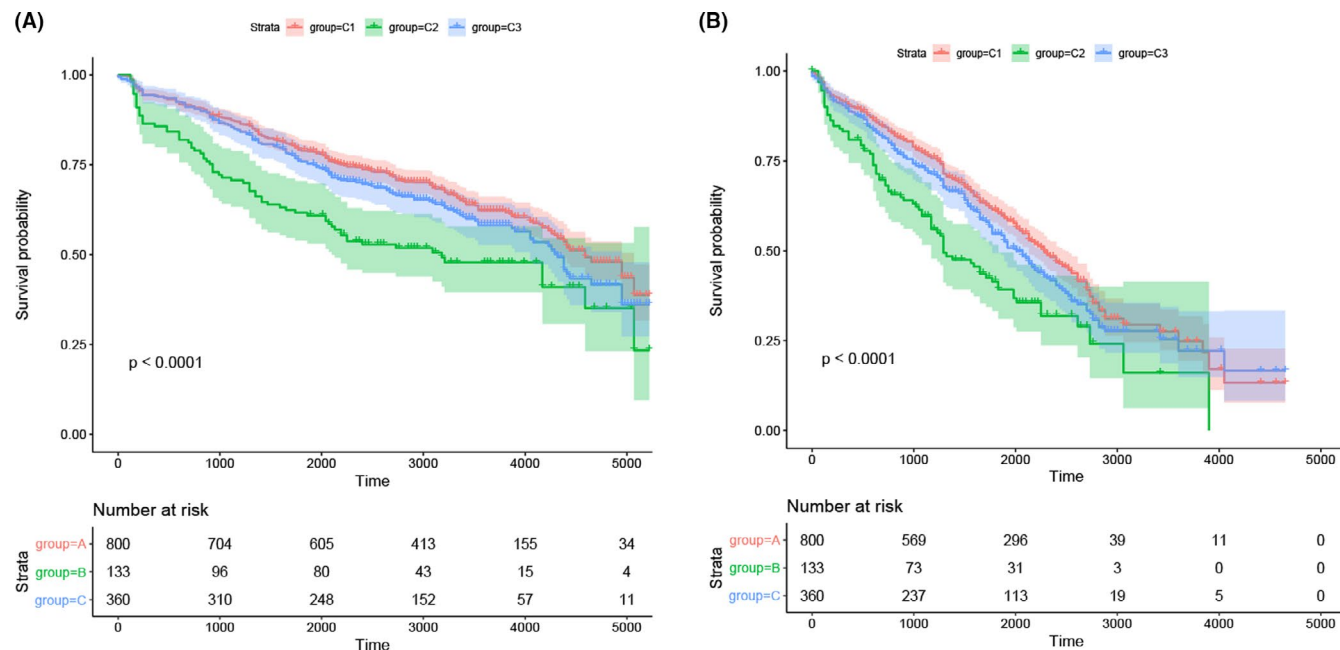 (A)
Strata group=C1 group=C2 group=C3
1.00
0.75
0.50
0.25
0.00
Survival probability
p < 0.0001
0 1000 2000 3000 4000 5000
Time
Number at risk
Strata
group=A 800 704 605 413 155 34
group=B 133 96 80 43 15 4
group=C 360 310 248 152 57 11
0 1000 2000 3000 4000 5000
Time
(B)
Strata group=C1 group=C2 group=C3
1.00
0.75
0.50
0.25
0.00
Survival probability
p < 0.0001
0 1000 2000 3000 4000 5000
Time
Number at risk
Strata
group=A 800 569 296 39 11 0
group=B 133 73 31 3 0 0
group=C 360 237 113 19 5 0
0 1000 2000 3000 4000 5000
Time